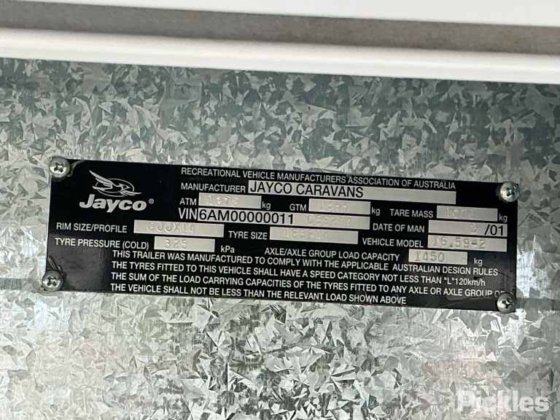 RECREATIONAL VEHICLE MANUFACTURERS ASSOCIATION OF AUSTRALIA
Jayco
MANUFACTURER JAYCO CARAVANS
ATM kg GTM kg TARE MASS kg
VIN6AM00000011
DATE OF MAN /01
RIM SIZE/PROFILE TYRE SIZE VEHICLE MODEL 16.59-2
TYRE PRESSURE (COLD) 325 kPa AXLE/AXLE GROUP LOAD CAPACITY 1450 kg
THIS TRAILER WAS MANUFACTURED TO COMPLY WITH THE APPLICABLE AUSTRALIAN DESIGN RULES
THE TYRES FITTED TO THIS VEHICLE SHALL HAVE A SPEED CATEGORY NOT LESS THAN "L"120km/h
THE SUM OF THE LOAD CARRYING CAPACITIES OF THE TYRES FITTED TO ANY AXLE OR AXLE GROUP OF
THE VEHICLE SHALL NOT BE LESS THAN THE RELEVANT LOAD SHOWN ABOVE
Pickles